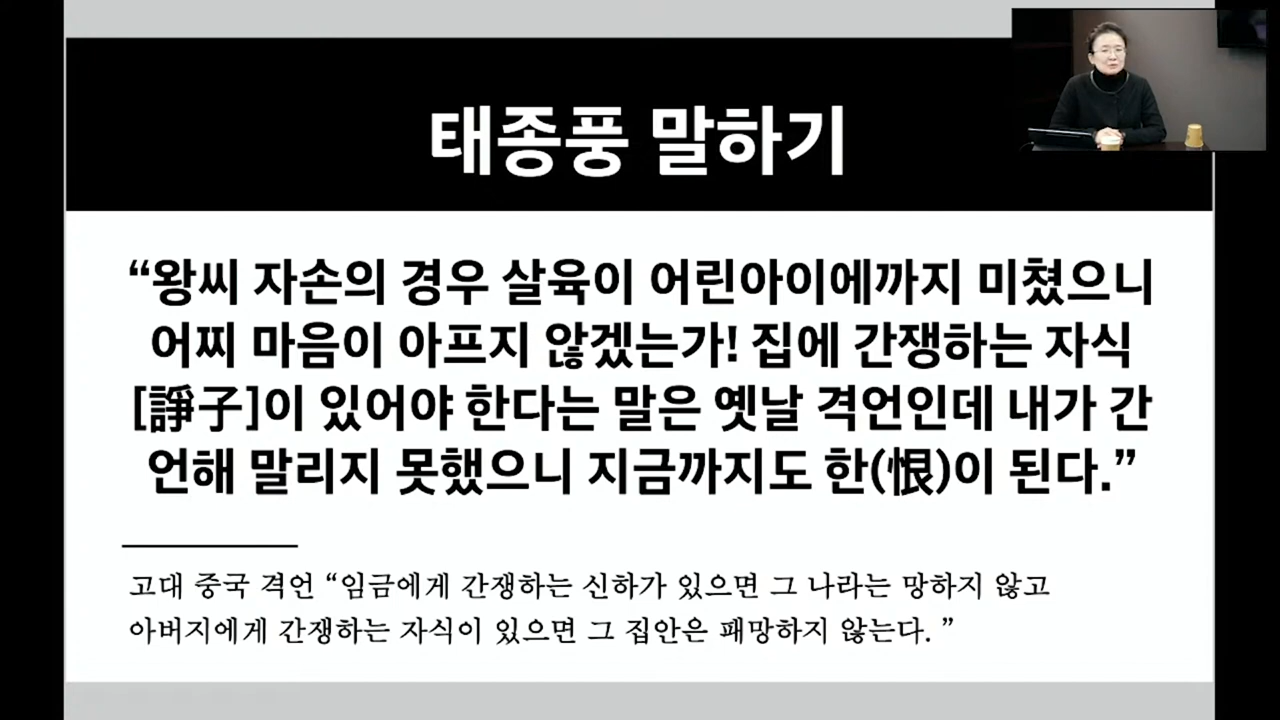 태종풍 말하기
“왕씨 자손의 경우 살육이 어린아이에까지 미쳤으니
어찌 마음이 아프지 않겠는가! 집에 간쟁하는 자식
[諍子]이 있어야 한다는 말은 옛날 격언인데 내가 간
언해 말리지 못했으니 지금까지도 한(恨)이 된다.”
고대 중국 격언 “임금에게 간쟁하는 신하가 있으면 그 나라는 망하지 않고
아버지에게 간쟁하는 자식이 있으면 그 집안은 패망하지 않는다. ”